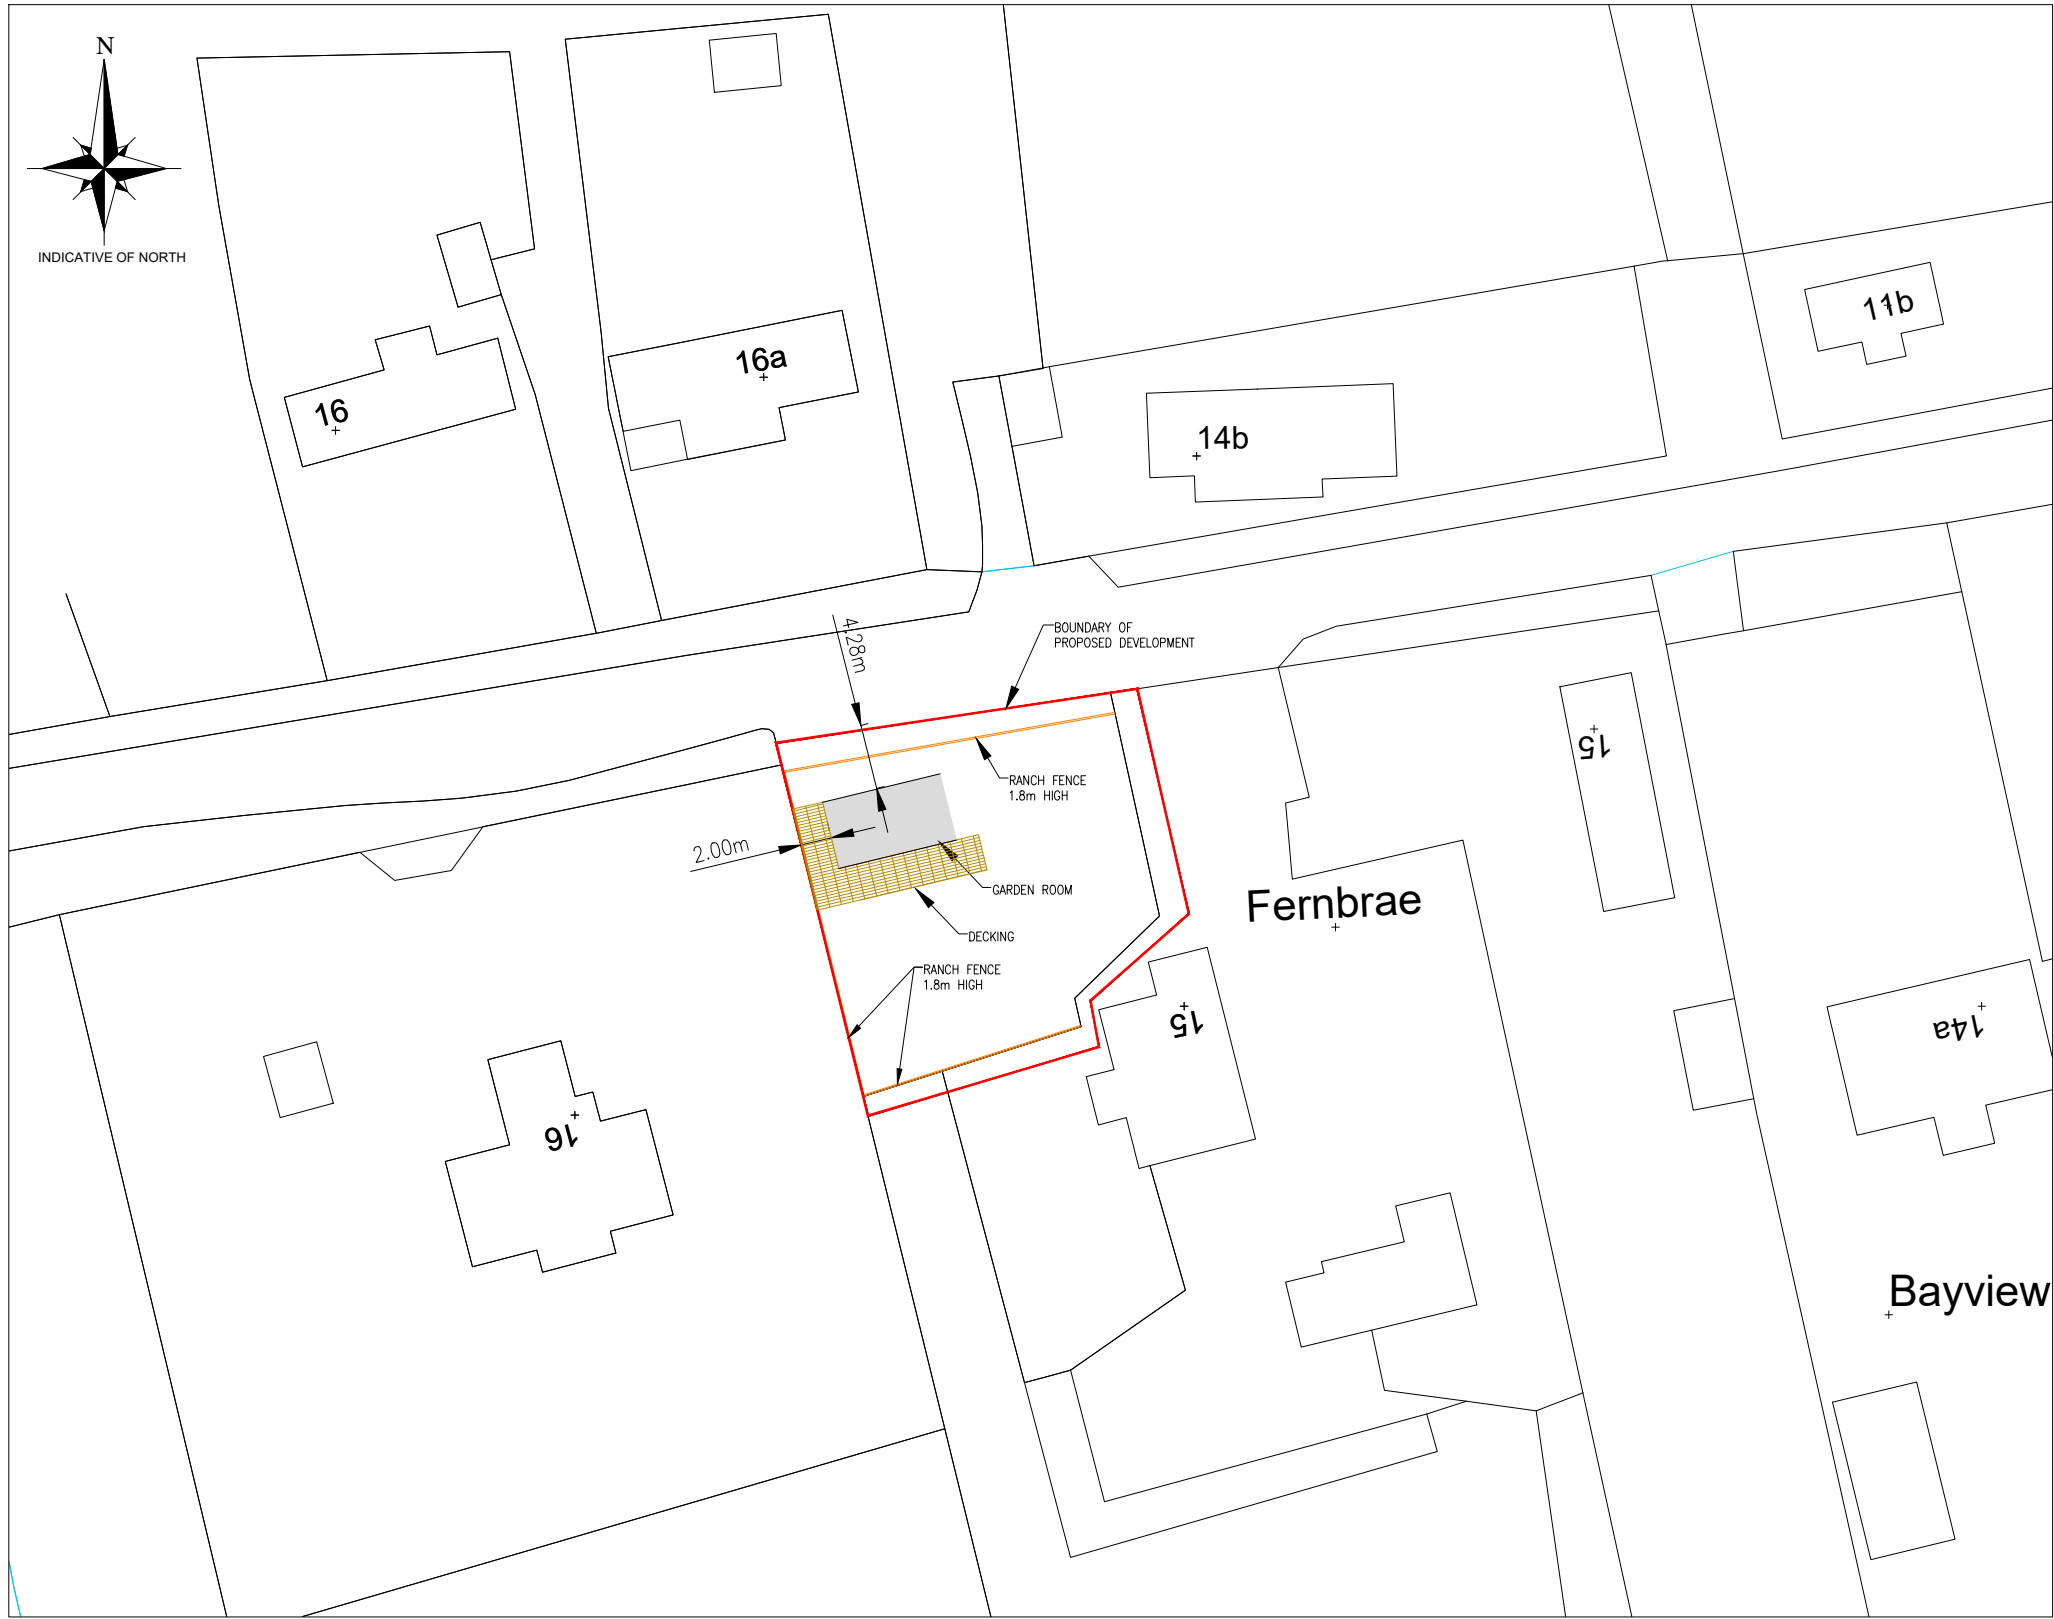 N
INDICATIVE OF NORTH
16
16a
14b
11b
4.28m
BOUNDARY OF
PROPOSED DEVELOPMENT
15
RANCH FENCE
1.8m HIGH
2.00m
GARDEN ROOM
Fernbrae
DECKING
RANCH FENCE
1.8m HIGH
15
14a
16
Bayview